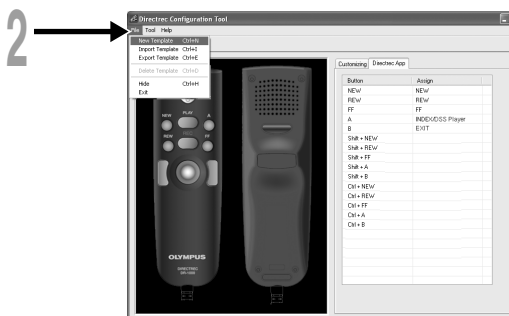 2
Directrec Configuration Tool
File Tool Help
New Template Ctrl+N
Import Template Ctrl+I
Export Template Ctrl+E
Delete Template Ctrl+D
Hide Ctrl+H
Exit
Customizing Directrec App
Button Assign
NEW NEW
REW REW
FF FF
A INDEX/DSS Player
B EXIT
Shift + NEW
Shift + REW
Shift + FF
Shift + A
Shift + B
Ctrl + NEW
Ctrl + REW
Ctrl + FF
Ctrl + A
Ctrl + B
NEW PLAY A
REW REC FF
OLYMPUS
DIRECTREC